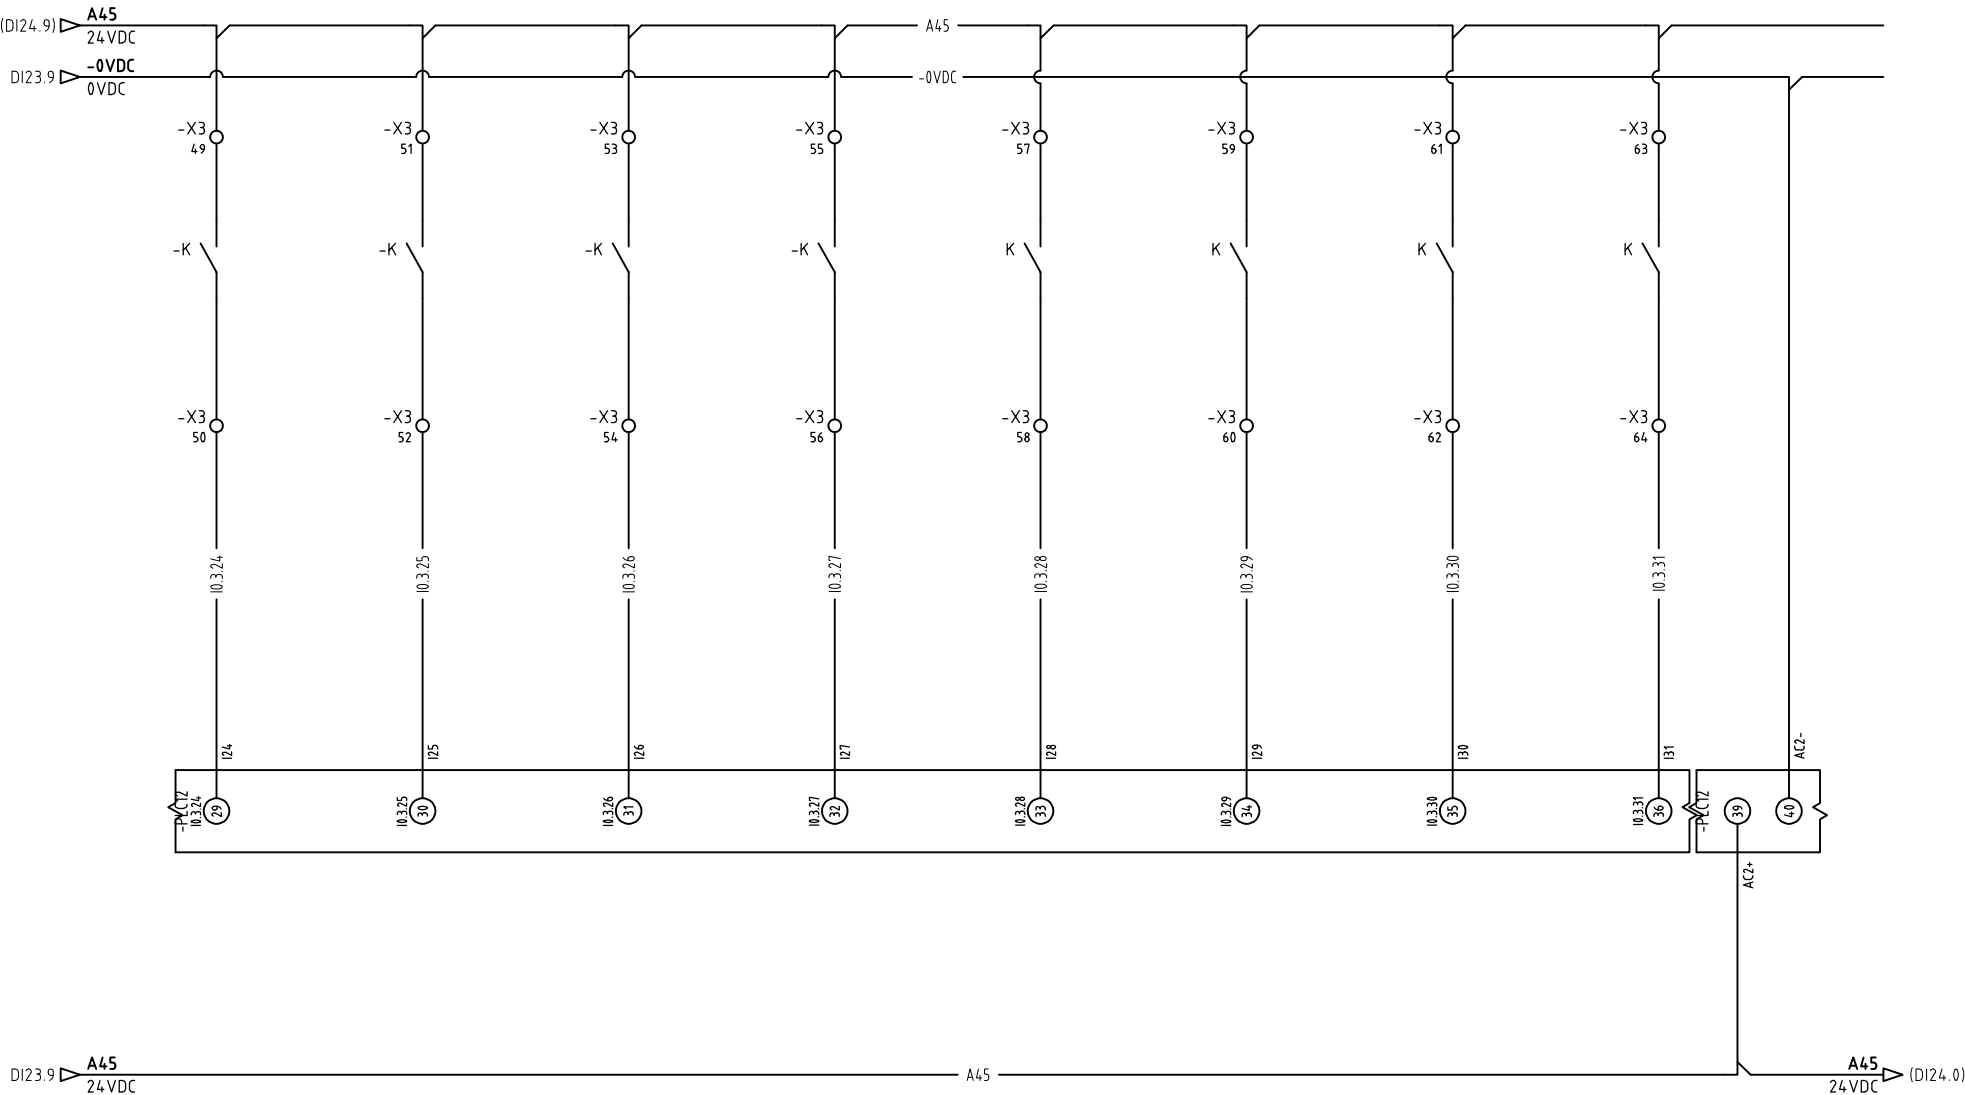 (DI24.9) A45
24VDC
A45
DI23.9 -0VDC
0VDC
-0VDC
-X3 -X3 -X3 -X3 -X3 -X3 -X3 -X3
49 51 53 55 57 59 61 63
-K -K -K -K K K K K
-X3 -X3 -X3 -X3 -X3 -X3 -X3 -X3
50 52 54 56 58 60 62 64
I0.3.24 I0.3.25 I0.3.26 I0.3.27 I0.3.28 I0.3.29 I0.3.30 I0.3.31
I24 I25 I26 I27 I28 I29 I30 I31 AC2-
-PLC12 -PLC12
I0.3.24 I0.3.25 I0.3.26 I0.3.27 I0.3.28 I0.3.29 I0.3.30 I0.3.31
29 30 31 32 33 34 35 36 39 40
AC2+
DI23.9 A45
24VDC
A45
A45
24VDC (DI24.0)